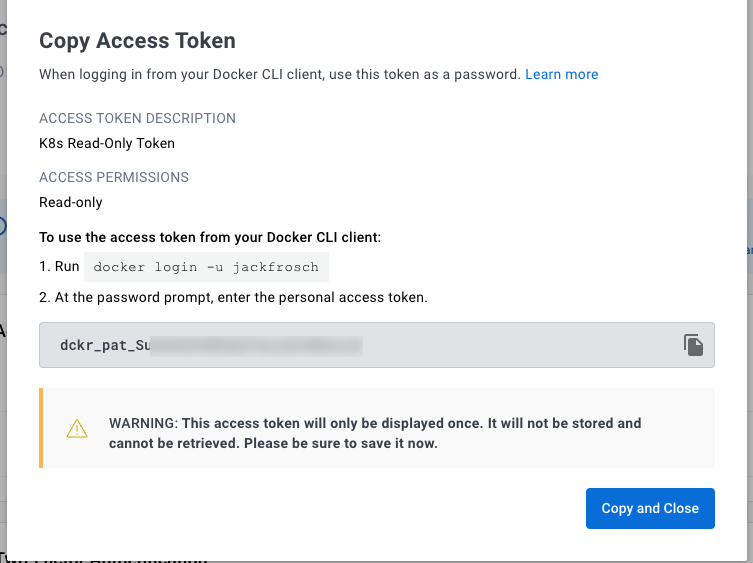 Copy Access Token
When logging in from your Docker CLI client, use this token as a password. Learn more
ACCESS TOKEN DESCRIPTION
K8s Read-Only Token
ACCESS PERMISSIONS
Read-only
To use the access token from your Docker CLI client:
1. Run docker login -u jackfrosch
2. At the password prompt, enter the personal access token.
dckr_pat_Su
WARNING: This access token will only be displayed once. It will not be stored and
cannot be retrieved. Please be sure to save it now.
Copy and Close